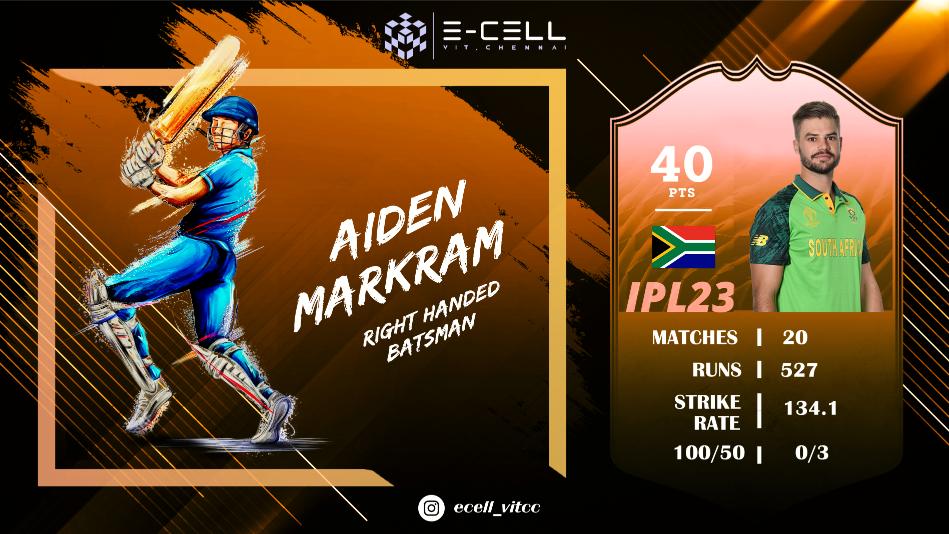 E-CELL
VIT, CHENNAI
AIDEN
MARKRAM
RIGHT HANDED
BATSMAN
40
PTS
SOUTH AFRI
IPL23
MATCHES | 20
RUNS | 527
STRIKE
RATE | 134.1
100/50 | 0/3
ecell_vitcc